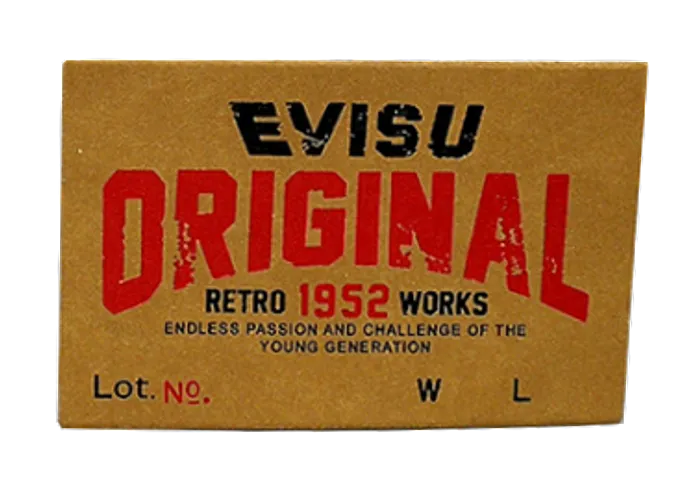 EVISU
ORIGINAL
RETRO 1952 WORKS
ENDLESS PASSION AND CHALLENGE OF THE
YOUNG GENERATION
Lot. Nº. W L